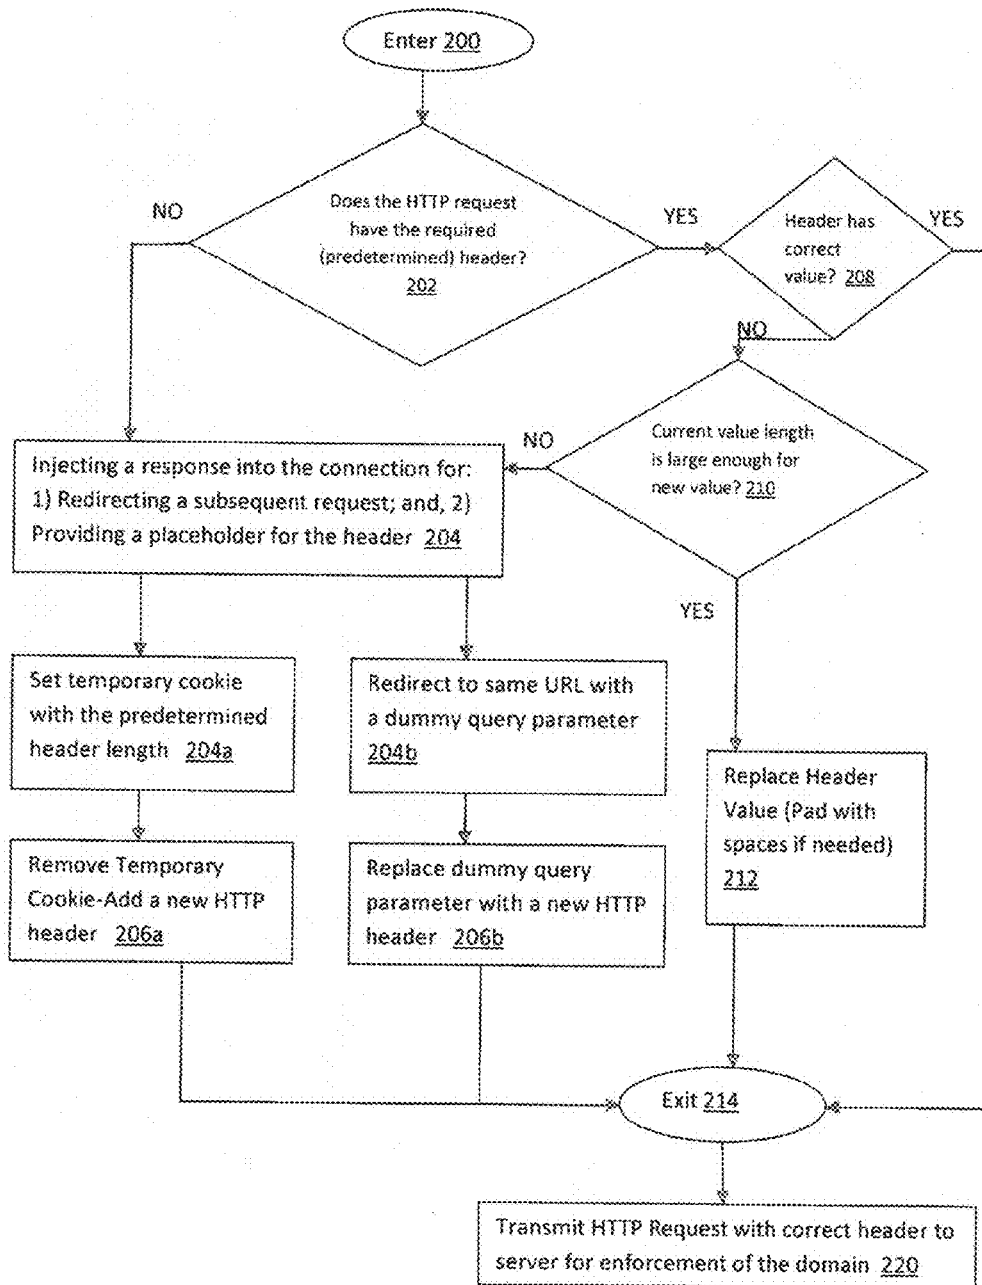 Enter 200
NO
Does the HTTP request
have the required
(predetermined) header?
202
YES
Header has
correct
value? 208
YES
NO
NO
Current value length
is large enough for
new value? 210
Injecting a response into the connection for:
1) Redirecting a subsequent request; and, 2)
Providing a placeholder for the header 204
YES
Set temporary cookie
with the predetermined
header length 204a
Redirect to same URL with
a dummy query parameter
204b
Replace Header
Value (Pad with
spaces if needed)
212
Remove Temporary
Cookie-Add a new HTTP
header 206a
Replace dummy query
parameter with a new HTTP
header 206b
Exit 214
Transmit HTTP Request with correct header to
server for enforcement of the domain 220